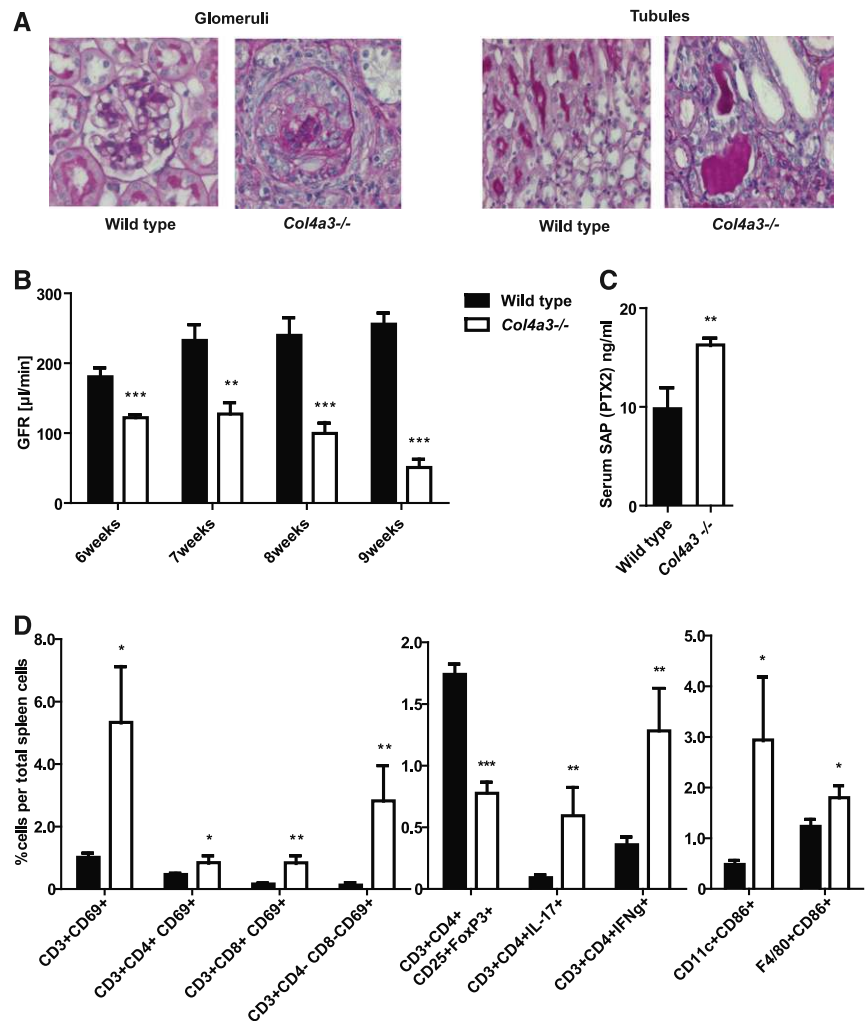 A
Glomeruli
Tubules
Wild type
Col4a3-/-
Wild type
Col4a3-/-
B
GFR [µl/min]
300
200
100
0
***
**
***
***
6weeks
7weeks
8weeks
9weeks
Wild type
Col4a3-/-
C
Serum SAP (PTX2) ng/ml
20
10
0
**
Wild type
Col4a3 -/-
D
%cells per total spleen cells
8.0
6.0
4.0
2.0
0
*
*
**
**
CD3+CD69+
CD3+CD4+ CD69+
CD3+CD8+ CD69+
CD3+CD4- CD8-CD69+
2.0
1.5
1.0
0.5
0
***
**
**
CD3+CD4+
CD25+FoxP3+
CD3+CD4+IL-17+
CD3+CD4+IFNg+
5.0
4.0
3.0
2.0
1.0
0
*
*
CD11c+CD86+
F4/80+CD86+